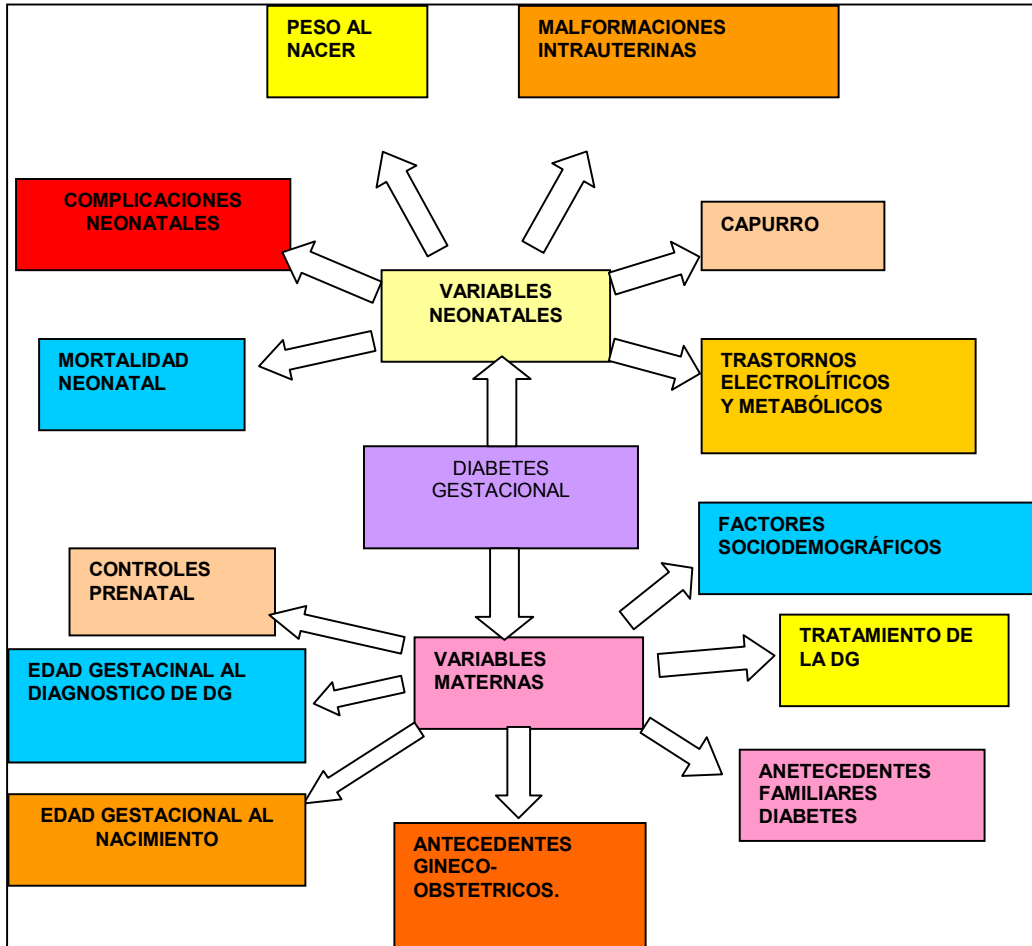 PESO AL
NACER
MALFORMACIONES
INTRAUTERINAS
COMPLICACIONES
NEONATALES
CAPURRO
VARIABLES
NEONATALES
MORTALIDAD
NEONATAL
TRASTORNOS
ELECTROLÍTICOS
Y METABÓLICOS
DIABETES
GESTACIONAL
FACTORES
SOCIODEMOGRÁFICOS
CONTROLES
PRENATAL
VARIABLES
MATERNAS
TRATAMIENTO DE
LA DG
EDAD GESTACINAL AL
DIAGNOSTICO DE DG
ANETECEDENTES
FAMILIARES
DIABETES
EDAD GESTACIONAL AL
NACIMIENTO
ANTECEDENTES
GINECO-
OBSTETRICOS.